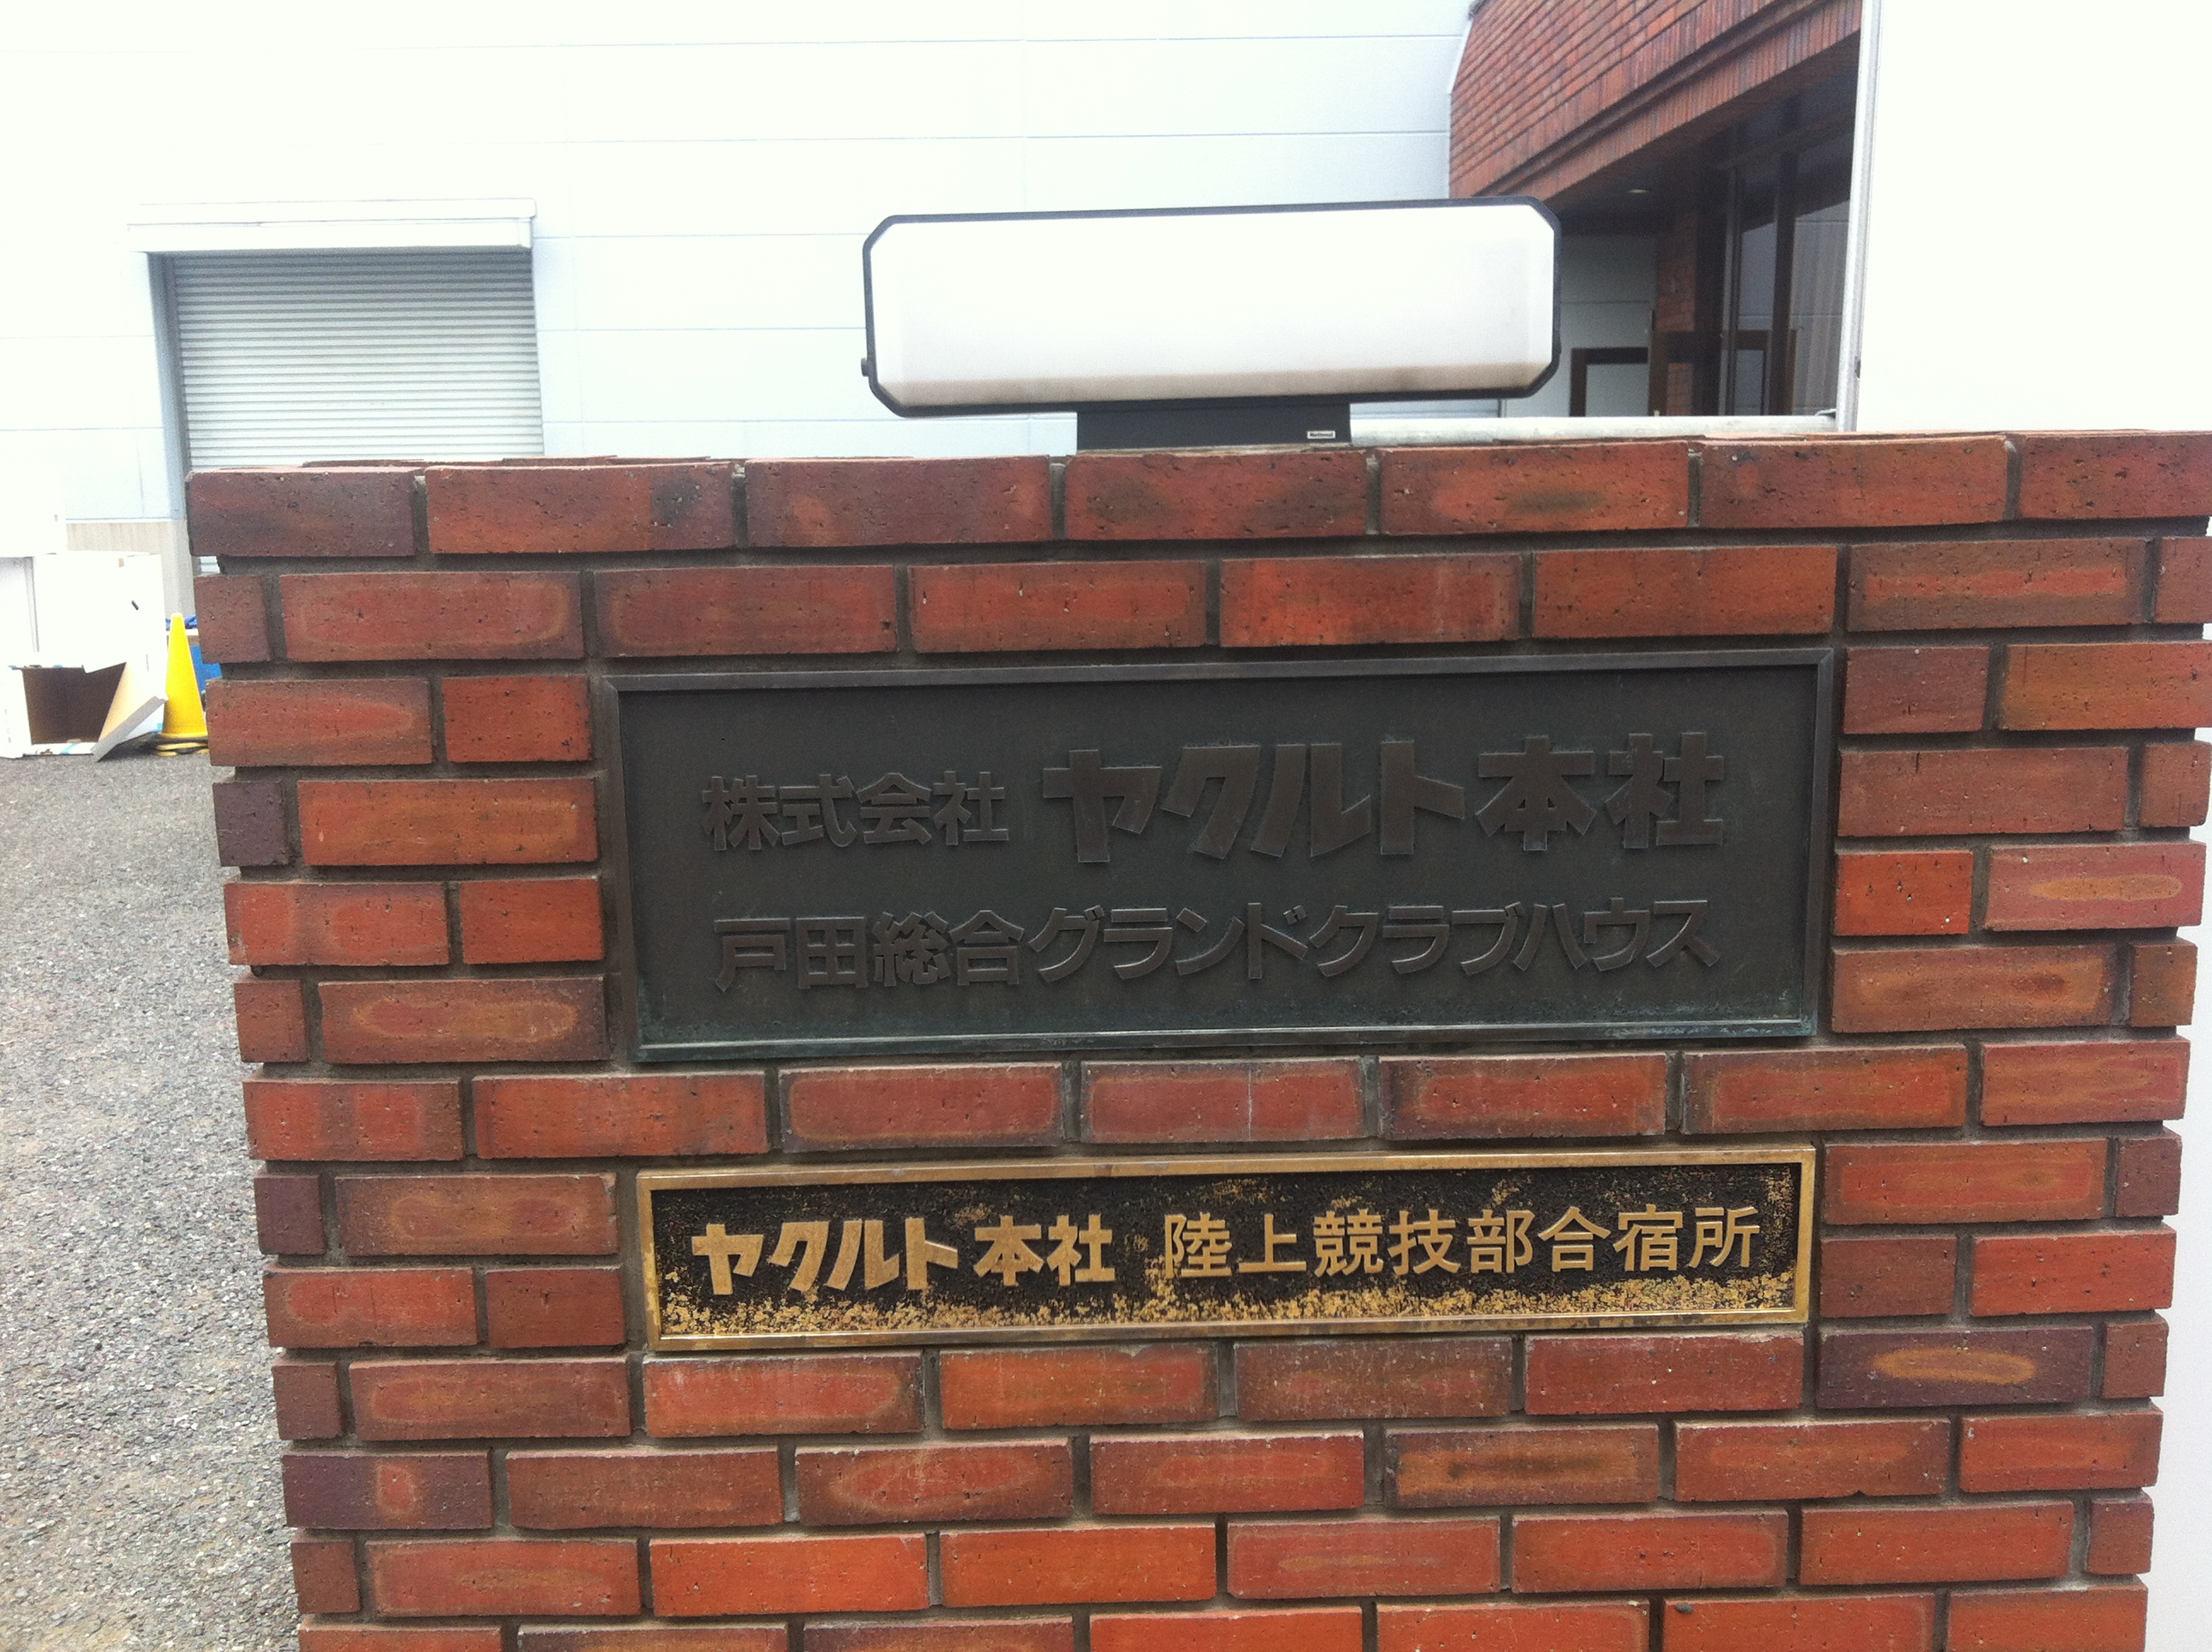 株式会社 ヤクルト本社
戸田総合グランドクラブハウス
ヤクルト本社 陸上競技部合宿所